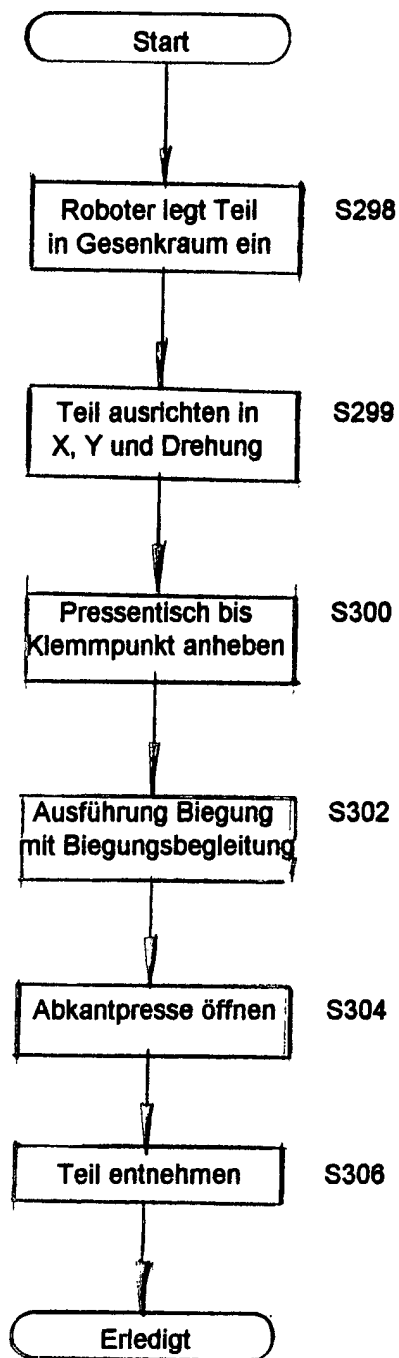 Start
Roboter legt Teil
in Gesenkraum ein
S298
Teil ausrichten in
X, Y und Drehung
S299
Pressentisch bis
Klemmpunkt anheben
S300
Ausführung Biegung
mit Biegungsbegleitung
S302
Abkantpresse öffnen
S304
Teil entnehmen
S306
Erledigt